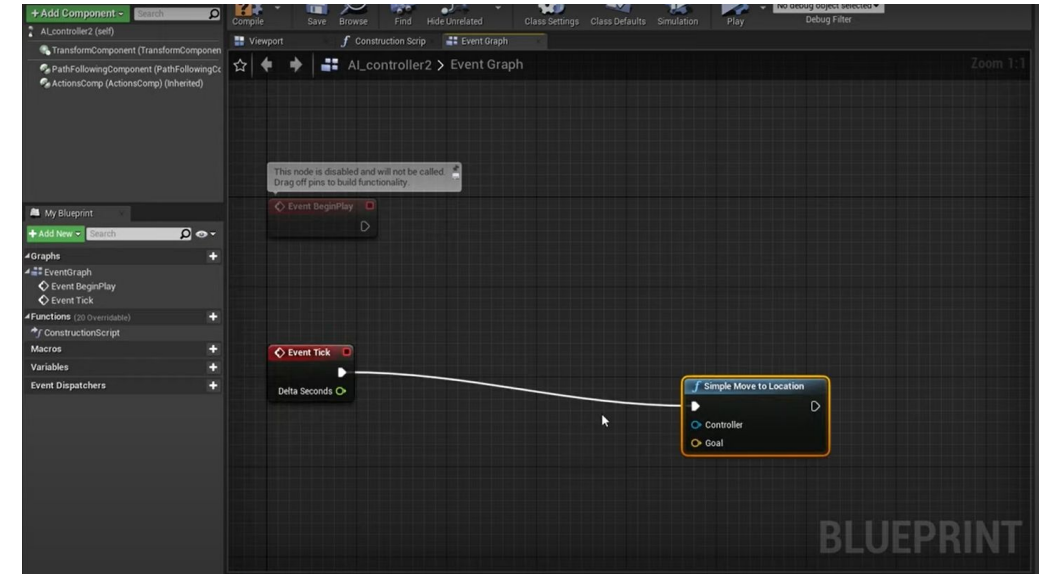 +Add Component
Search
AI_controller2 (self)
TransformComponent (TransformComponen
PathFollowingComponent (PathFollowingCc
ActionsComp (ActionsComp) (Inherited)
Compile
Save
Browse
Find
Hide Unrelated
Class Settings
Class Defaults
Simulation
Play
No debug object selected
Debug Filter
Viewport
Construction Scrip
Event Graph
AI_controller2 > Event Graph
Zoom 1:1
This node is disabled and will not be called.
Drag off pins to build functionality.
Event BeginPlay
My Blueprint
+Add New
Search
Graphs
EventGraph
Event BeginPlay
Event Tick
Functions (20 Overridable)
ConstructionScript
Macros
Variables
Event Dispatchers
Event Tick
Delta Seconds
Simple Move to Location
Controller
Goal
BLUEPRINT